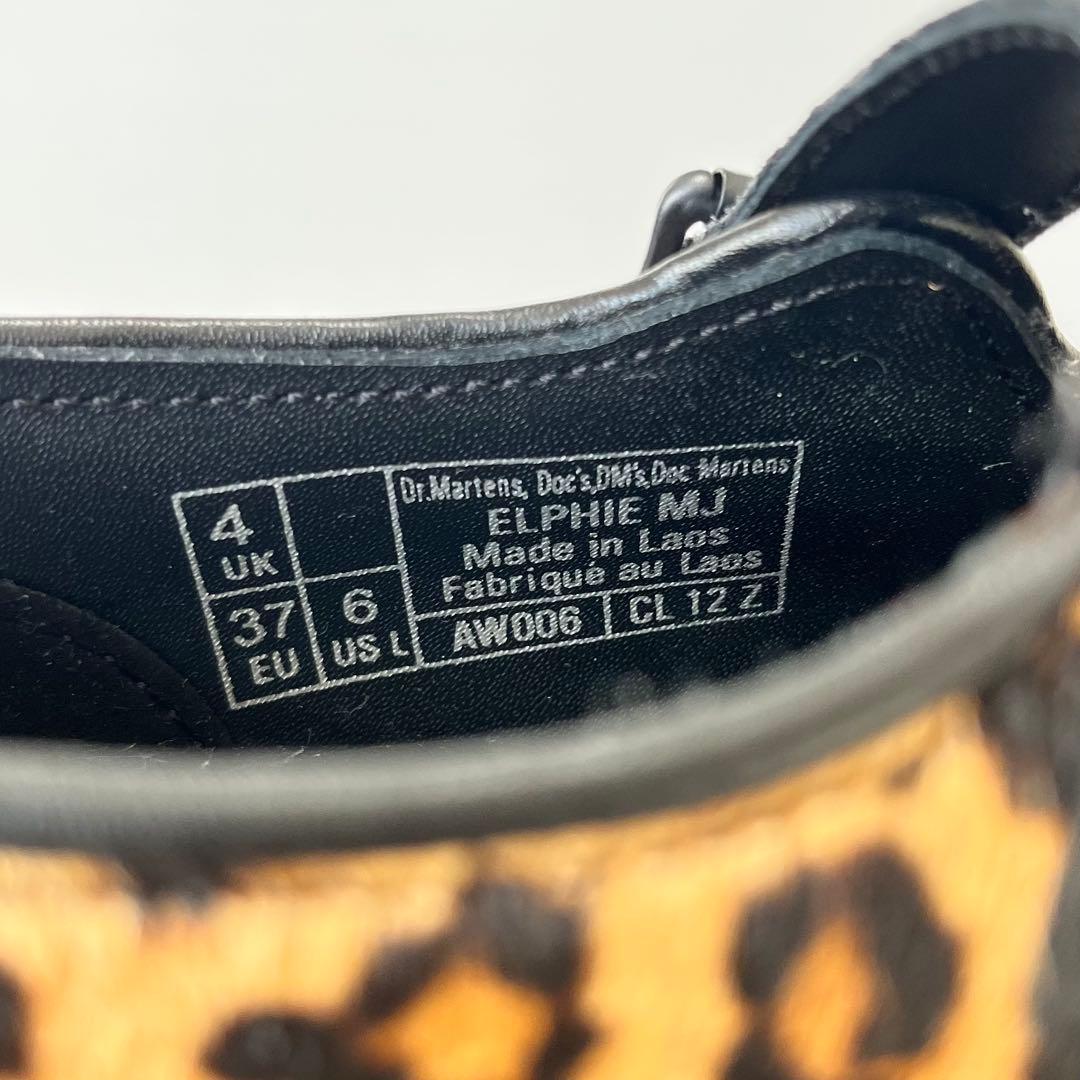 4
UK
37
EU
6
US L
Dr.Martens, Doc's,DM's,Doc Martens
ELPHIE MJ
Made in Laos
Fabriqué au Laos
AW006
CL 12 Z